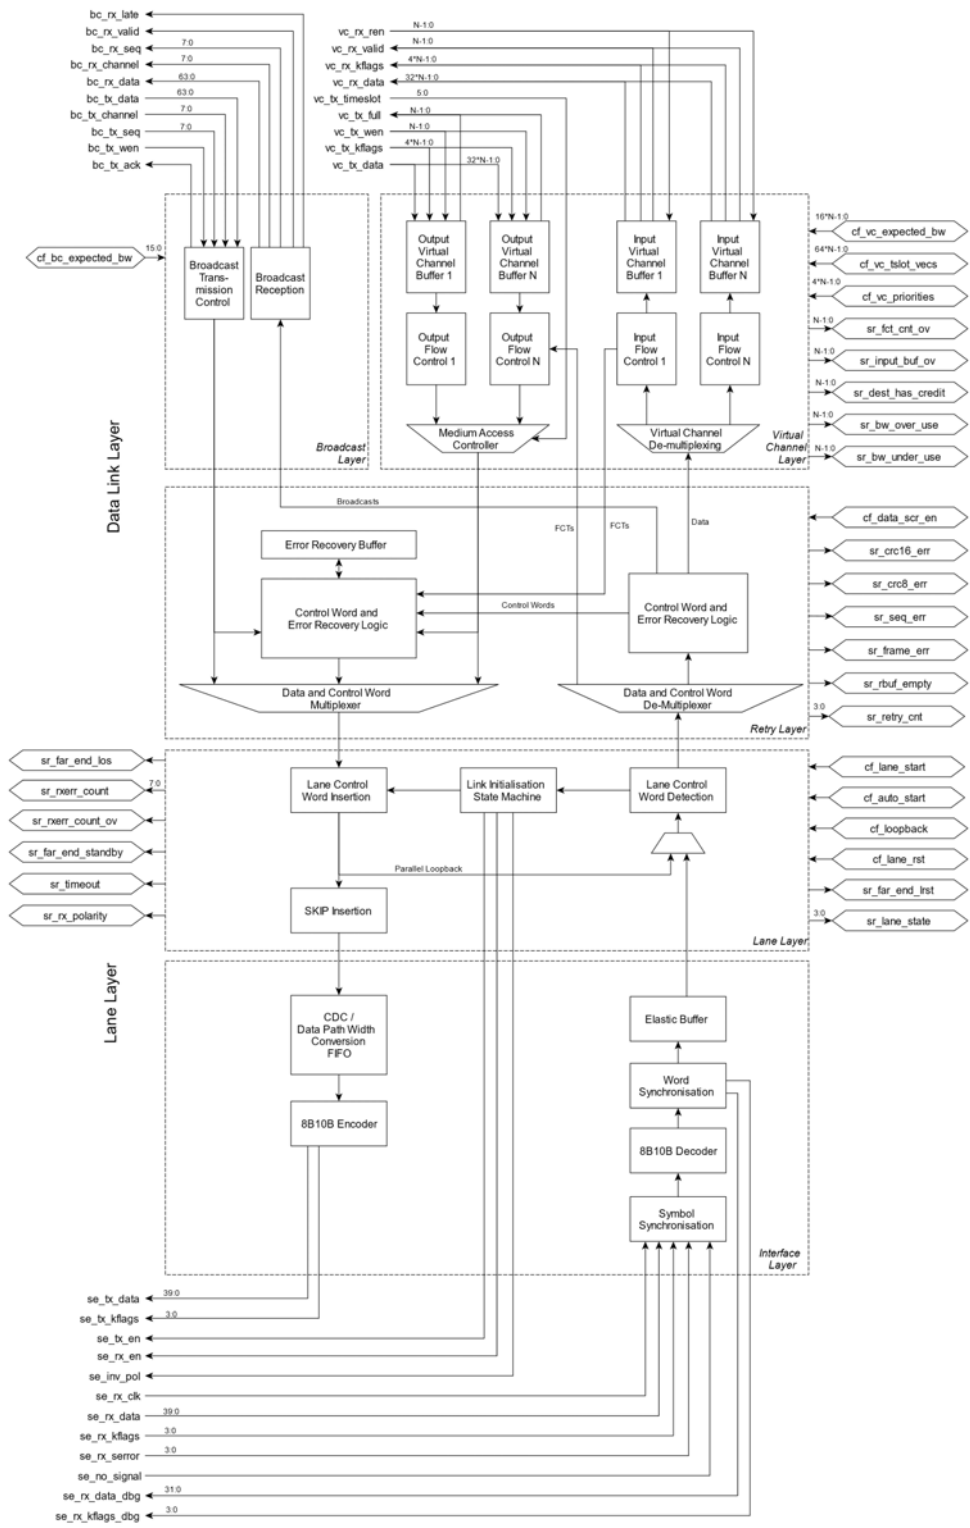 bc_rx_late
bc_rx_valid
bc_rx_seq
7:0
bc_rx_channel
7:0
bc_rx_data
63:0
bc_tx_data
63:0
bc_tx_channel
7:0
bc_tx_seq
7:0
bc_tx_wen
bc_tx_ack
vc_rx_ren
N-1:0
vc_rx_valid
N-1:0
vc_rx_kflags
4*N-1:0
vc_rx_data
32*N-1:0
vc_tx_timeslot
5:0
vc_tx_full
N-1:0
vc_tx_wen
N-1:0
vc_tx_kflags
4*N-1:0
vc_tx_data
32*N-1:0
Data Link Layer
cf_bc_expected_bw
15:0
Broadcast
Trans-
mission
Control
Broadcast
Reception
Broadcast
Layer
Output
Virtual
Channel
Buffer 1
Output
Virtual
Channel
Buffer N
Input
Virtual
Channel
Buffer 1
Input
Virtual
Channel
Buffer N
Output
Flow
Control 1
Output
Flow
Control N
Input
Flow
Control 1
Input
Flow
Control N
Medium Access
Controller
Virtual Channel
De-multiplexing
Virtual
Channel
Layer
16*N-1:0
cf_vc_expected_bw
64*N-1:0
cf_vc_tslot_vecs
4*N-1:0
cf_vc_priorities
N-1:0
sr_fct_cnt_ov
N-1:0
sr_input_buf_ov
N-1:0
sr_dest_has_credit
N-1:0
sr_bw_over_use
N-1:0
sr_bw_under_use
Broadcasts
FCTs
FCTs
Data
Error Recovery Buffer
Control Word and
Error Recovery Logic
Control Words
Control Word and
Error Recovery Logic
Data and Control Word
Multiplexer
Data and Control Word
De-Multiplexer
Retry Layer
cf_data_scr_en
sr_crc16_err
sr_crc8_err
sr_seq_err
sr_frame_err
sr_rbuf_empty
3:0
sr_retry_cnt
Lane Layer
sr_far_end_los
sr_rxerr_count
7:0
sr_rxerr_count_ov
sr_far_end_standby
sr_timeout
sr_rx_polarity
Lane Control
Word Insertion
Link Initialisation
State Machine
Lane Control
Word Detection
Parallel Loopback
SKIP Insertion
Lane Layer
cf_lane_start
cf_auto_start
cf_loopback
cf_lane_rst
sr_far_end_lrst
3:0
sr_lane_state
CDC /
Data Path Width
Conversion
FIFO
8B10B Encoder
Elastic Buffer
Word
Synchronisation
8B10B Decoder
Symbol
Synchronisation
Interface
Layer
se_tx_data
39:0
se_tx_kflags
3:0
se_tx_en
se_rx_en
se_inv_pol
se_rx_clk
se_rx_data
39:0
se_rx_kflags
3:0
se_rx_serror
3:0
se_no_signal
se_rx_data_dbg
31:0
se_rx_kflags_dbg
3:0